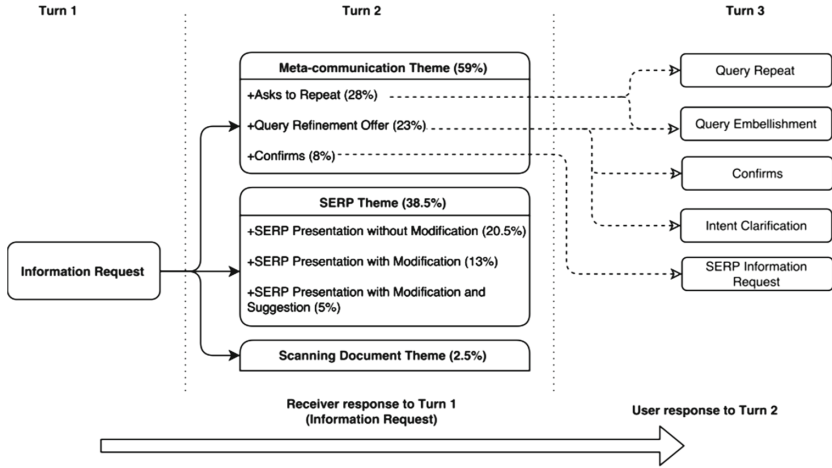 Turn 1
Turn 2
Turn 3
Information Request
Meta-communication Theme (59%)
+Asks to Repeat (28%)
+Query Refinement Offer (23%)
+Confirms (8%)
SERP Theme (38.5%)
+SERP Presentation without Modification (20.5%)
+SERP Presentation with Modification (13%)
+SERP Presentation with Modification and
Suggestion (5%)
Scanning Document Theme (2.5%)
Query Repeat
Query Embellishment
Confirms
Intent Clarification
SERP Information
Request
Receiver response to Turn 1
(Information Request)
User response to Turn 2